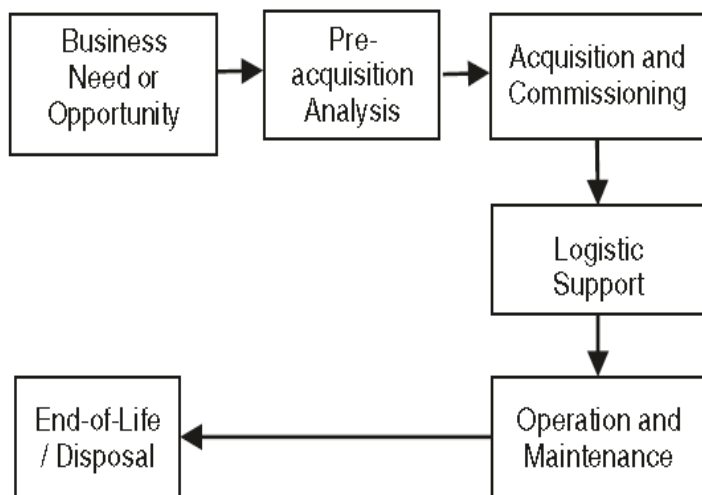 Business
Need or
Opportunity
Pre-
acquisition
Analysis
Acquisition and
Commissioning
Logistic
Support
Operation and
Maintenance
End-of-Life
/ Disposal